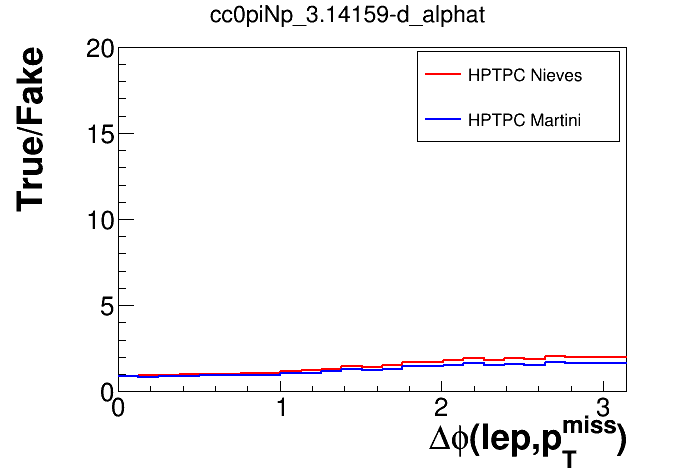 cc0piNp_3.14159-d_alphat
True/Fake
20
15
10
5
0
HPTPC Nieves
HPTPC Martini
0 1 2 3
Δϕ(lep,p_T^miss)